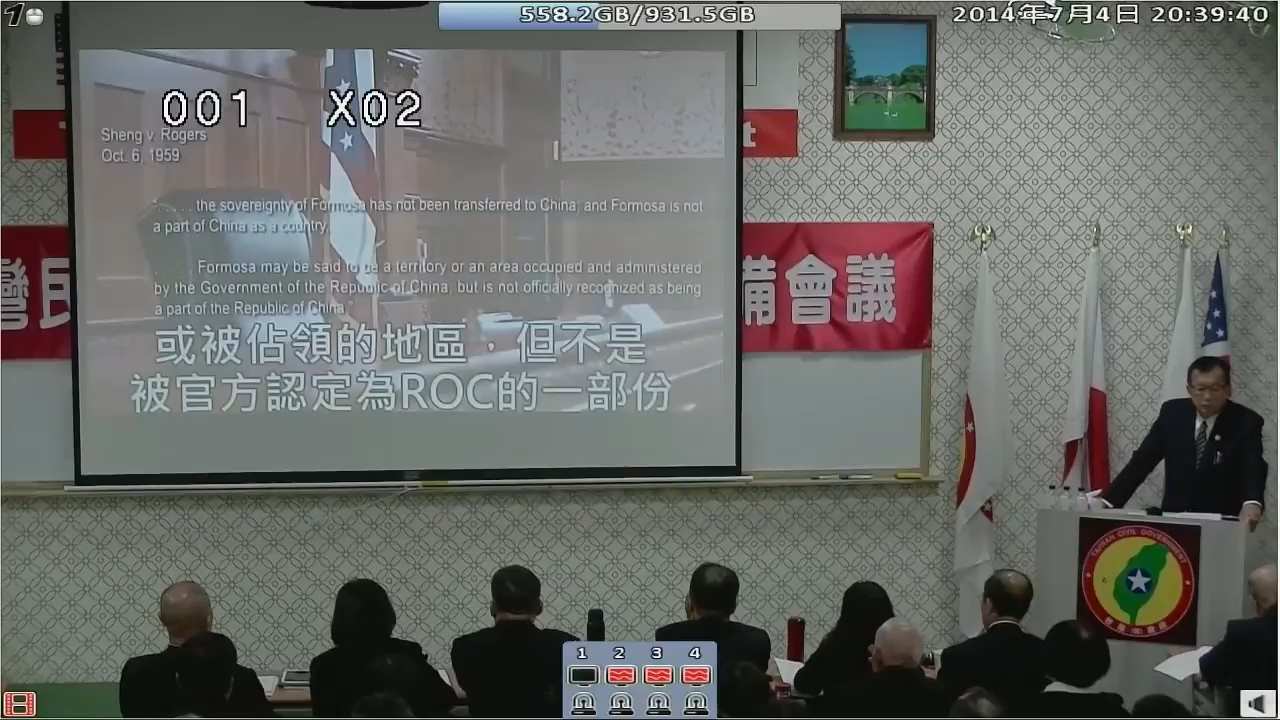 1
558.2GB/931.5GB
2014年7月4日 20:39:40
001 X02
Sheng v. Rogers
Oct. 6, 1959
t
...... the sovereignty of Formosa has not been transferred to China; and Formosa is not
a part of China as a country.
...... Formosa may be said to be a territory or an area occupied and administered
by the Government of the Republic of China, but is not officially recognized as being
a part of the Republic of China
灣民
備會議
或被佔領的地區，但不是
被官方認定為ROC的一部份
TAIWAN CIVIL GOVERNMENT
1 2 3 4